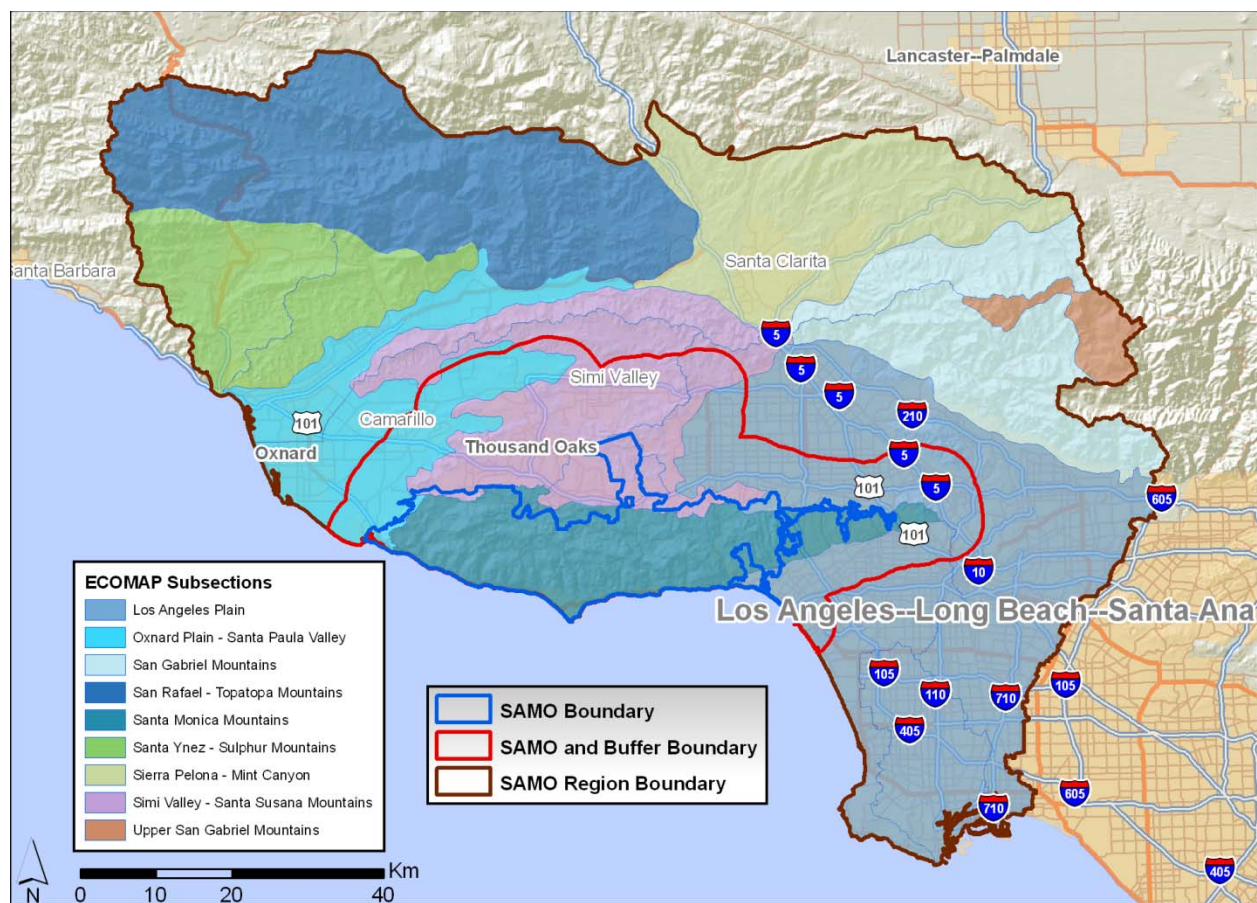 Lancaster--Palmdale
Santa Barbara
Santa Clarita
5
5
Simi Valley
5
210
Camarillo
101
Thousand Oaks
Oxnard
5
101
5
605
101
10
Los Angeles--Long Beach--Santa Ana
105
110
710
105
405
605
710
405
ECOMAP Subsections
Los Angeles Plain
Oxnard Plain - Santa Paula Valley
San Gabriel Mountains
San Rafael - Topatopa Mountains
Santa Monica Mountains
Santa Ynez - Sulphur Mountains
Sierra Pelona - Mint Canyon
Simi Valley - Santa Susana Mountains
Upper San Gabriel Mountains
SAMO Boundary
SAMO and Buffer Boundary
SAMO Region Boundary
N
Km
0 10 20 40